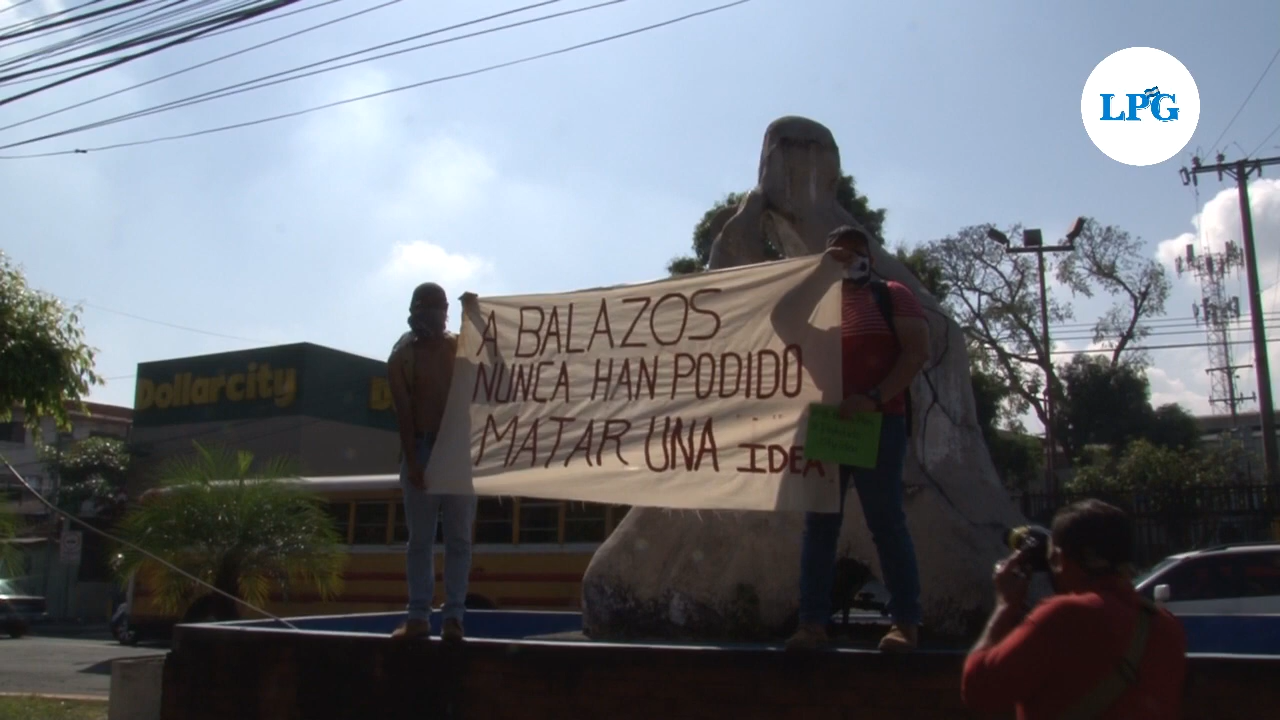 LPG
Dollarcity
A BALAZOS
NUNCA HAN PODIDO
MATAR UNA IDEA